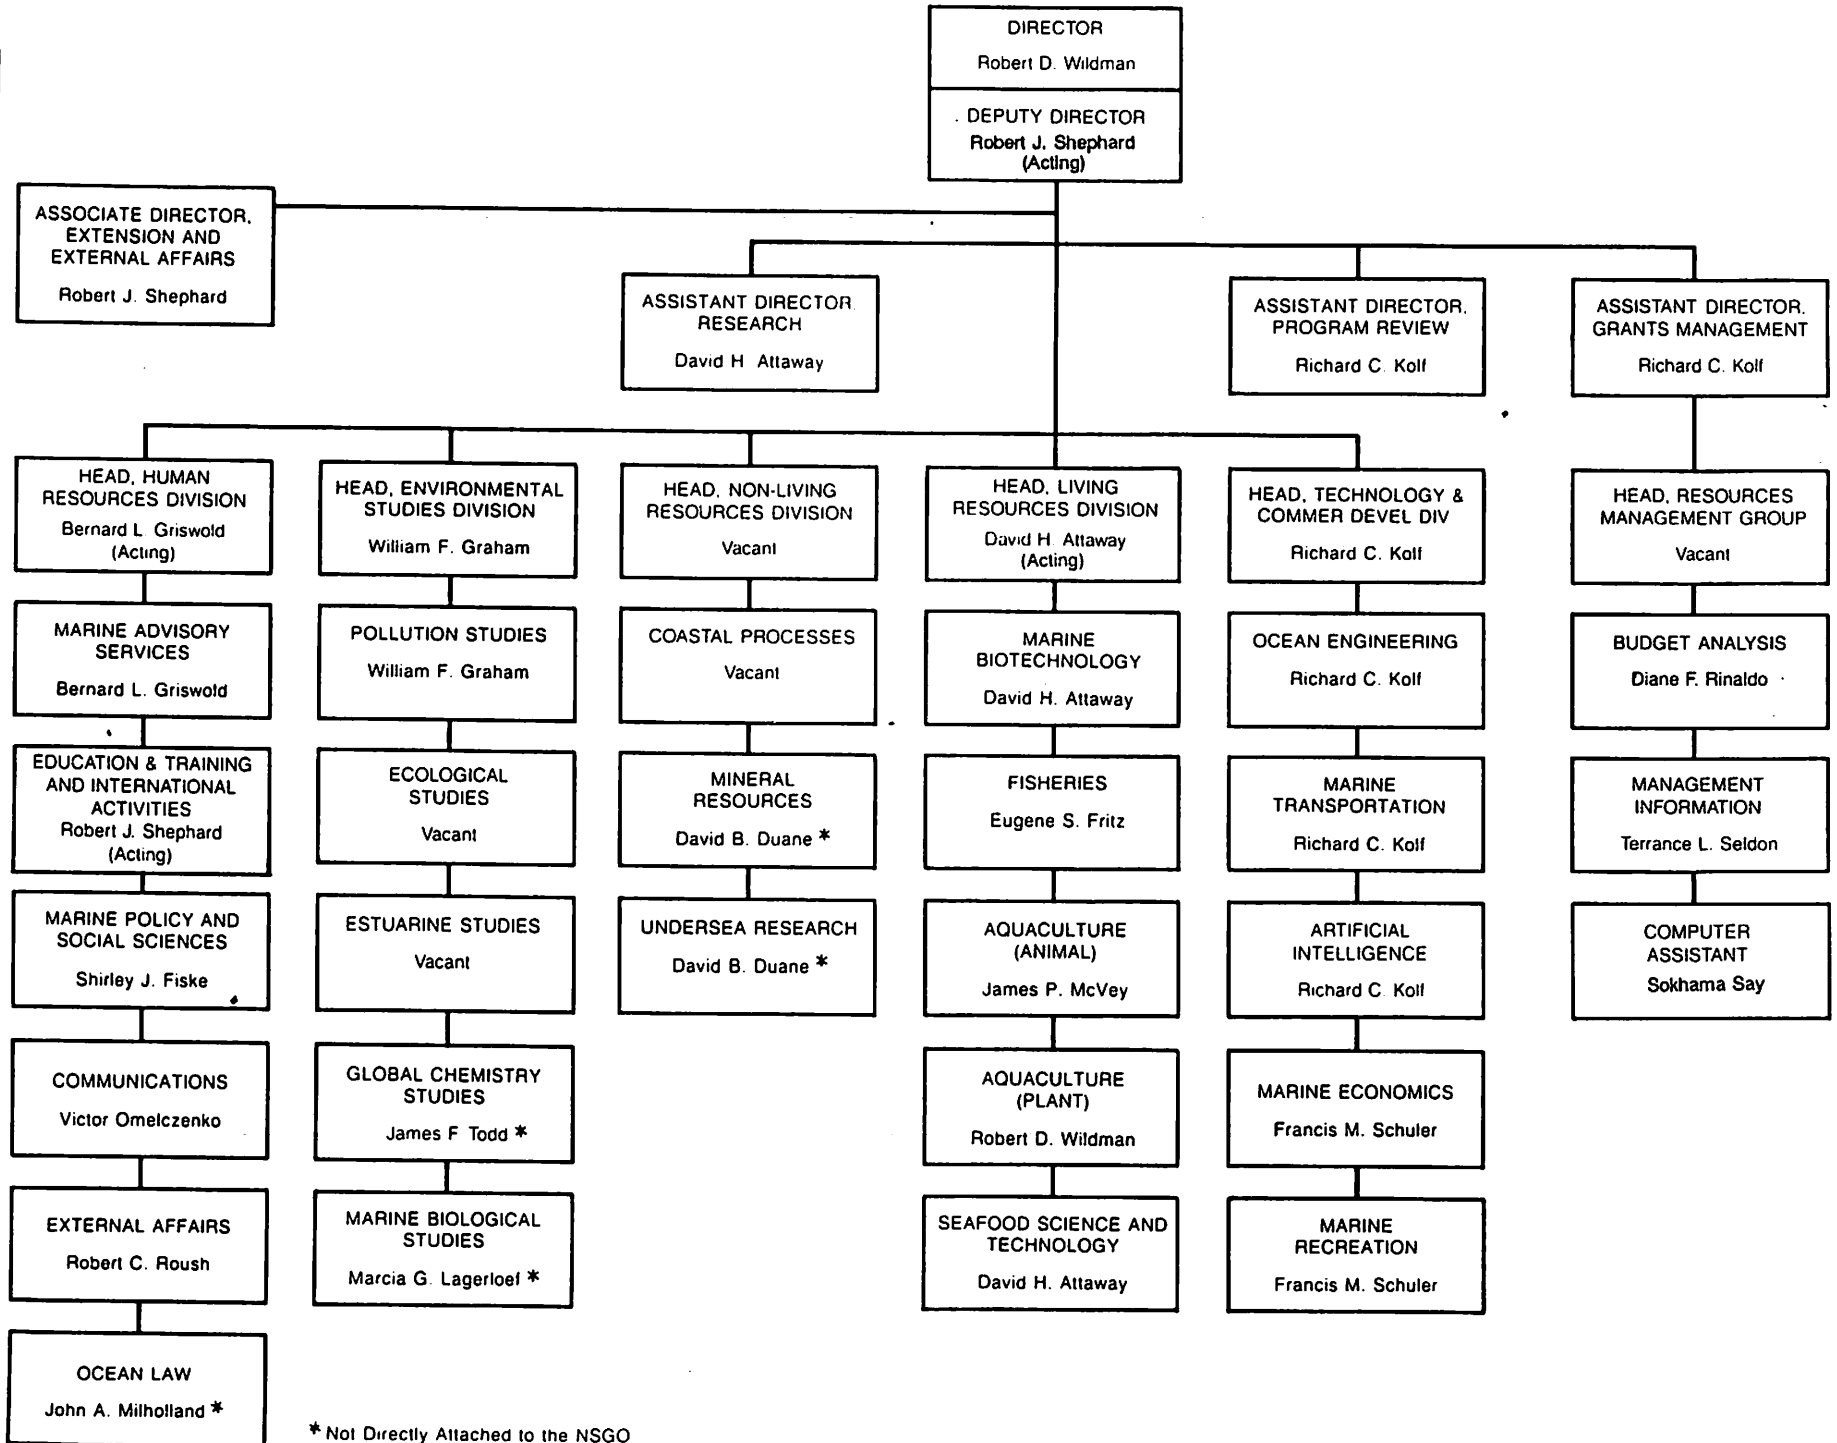 DIRECTOR
Robert D. Wildman
DEPUTY DIRECTOR
Robert J. Shephard
(Acting)
ASSOCIATE DIRECTOR,
EXTENSION AND
EXTERNAL AFFAIRS
Robert J. Shephard
ASSISTANT DIRECTOR
RESEARCH
David H Attaway
ASSISTANT DIRECTOR,
PROGRAM REVIEW
Richard C. Kolf
ASSISTANT DIRECTOR,
GRANTS MANAGEMENT
Richard C. Kolf
HEAD, HUMAN
RESOURCES DIVISION
Bernard L. Griswold
(Acting)
MARINE ADVISORY
SERVICES
Bernard L. Griswold
EDUCATION & TRAINING
AND INTERNATIONAL
ACTIVITIES
Robert J. Shephard
(Acting)
MARINE POLICY AND
SOCIAL SCIENCES
Shirley J. Fiske
COMMUNICATIONS
Victor Omelczenko
EXTERNAL AFFAIRS
Robert C. Roush
OCEAN LAW
John A. Milholland *
HEAD, ENVIRONMENTAL
STUDIES DIVISION
William F. Graham
POLLUTION STUDIES
William F. Graham
ECOLOGICAL
STUDIES
Vacant
ESTUARINE STUDIES
Vacant
GLOBAL CHEMISTRY
STUDIES
James F Todd *
MARINE BIOLOGICAL
STUDIES
Marcia G. Lagerloef *
HEAD, NON-LIVING
RESOURCES DIVISION
Vacant
COASTAL PROCESSES
Vacant
MINERAL
RESOURCES
David B. Duane *
UNDERSEA RESEARCH
David B. Duane *
HEAD, LIVING
RESOURCES DIVISION
David H. Attaway
(Acting)
MARINE
BIOTECHNOLOGY
David H. Attaway
FISHERIES
Eugene S. Fritz
AQUACULTURE
(ANIMAL)
James P. McVey
AQUACULTURE
(PLANT)
Robert D. Wildman
SEAFOOD SCIENCE AND
TECHNOLOGY
David H. Attaway
HEAD, TECHNOLOGY &
COMMER DEVEL DIV
Richard C. Kolf
OCEAN ENGINEERING
Richard C. Kolf
MARINE
TRANSPORTATION
Richard C. Kolf
ARTIFICIAL
INTELLIGENCE
Richard C. Kolf
MARINE ECONOMICS
Francis M. Schuler
MARINE
RECREATION
Francis M. Schuler
HEAD, RESOURCES
MANAGEMENT GROUP
Vacant
BUDGET ANALYSIS
Diane F. Rinaldo
MANAGEMENT
INFORMATION
Terrance L. Seldon
COMPUTER
ASSISTANT
Sokhama Say
* Not Directly Attached to the NSGO